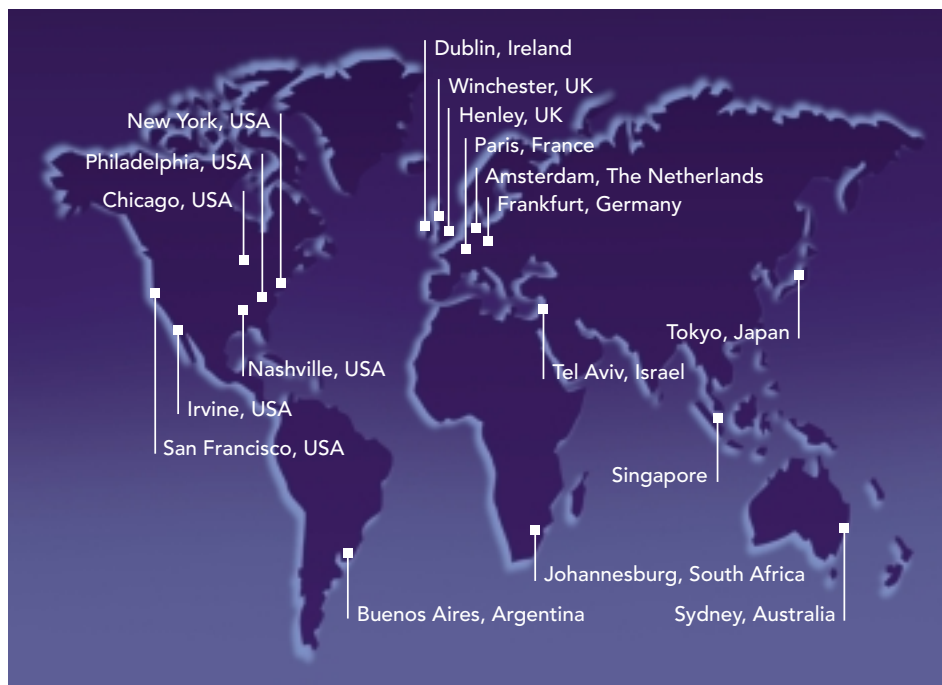 Dublin, Ireland
Winchester, UK
Henley, UK
New York, USA
Paris, France
Philadelphia, USA
Amsterdam, The Netherlands
Chicago, USA
Frankfurt, Germany
Tokyo, Japan
Nashville, USA
Tel Aviv, Israel
Irvine, USA
San Francisco, USA
Singapore
Johannesburg, South Africa
Buenos Aires, Argentina
Sydney, Australia